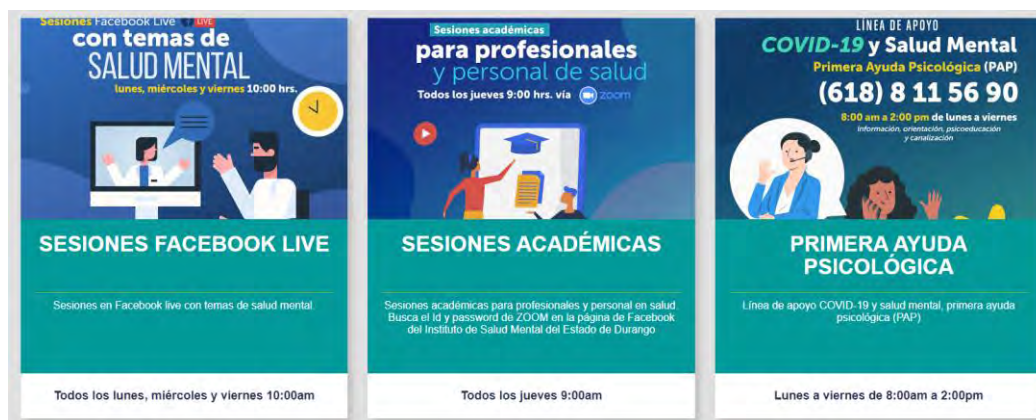 Sesiones Facebook Live f LIVE
con temas de
SALUD MENTAL
lunes, miércoles y viernes 10:00 hrs.
SESIONES FACEBOOK LIVE
Sesiones en Facebook live con temas de salud mental.
Todos los lunes, miércoles y viernes 10:00am
Sesiones académicas
para profesionales
y personal de salud
Todos los jueves 9:00 hrs. vía zoom
SESIONES ACADÉMICAS
Sesiones académicas para profesionales y personal en salud.
Busca el Id y password de ZOOM en la página de Facebook
del Instituto de Salud Mental del Estado de Durango
Todos los jueves 9:00am
LÍNEA DE APOYO
COVID-19 y Salud Mental
Primera Ayuda Psicológica (PAP)
(618) 8 11 56 90
8:00 am a 2:00 pm de lunes a viernes
Información, orientación, psicoeducación
y canalización
PRIMERA AYUDA
PSICOLÓGICA
Línea de apoyo COVID-19 y salud mental, primera ayuda
psicológica (PAP)
Lunes a viernes de 8:00am a 2:00pm